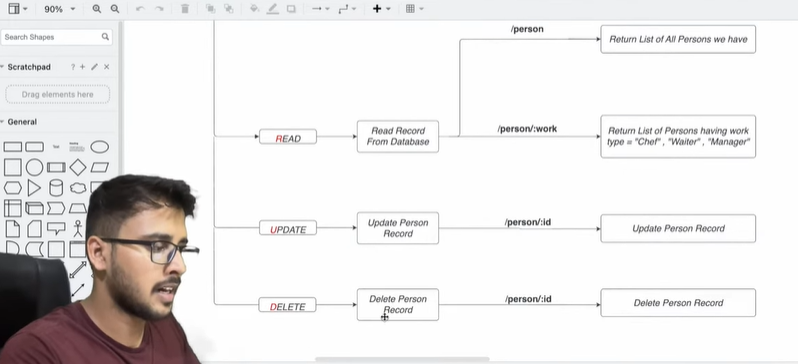 90%
Search Shapes
/person
Return List of All Persons we have
Scratchpad
?
Drag elements here
General
Text
READ
Read Record
From Database
/person/:work
Return List of Persons having work
type = "Chef" , "Waiter" , "Manager"
UPDATE
Update Person
Record
/person/:id
Update Person Record
DELETE
Delete Person
Record
/person/:id
Delete Person Record